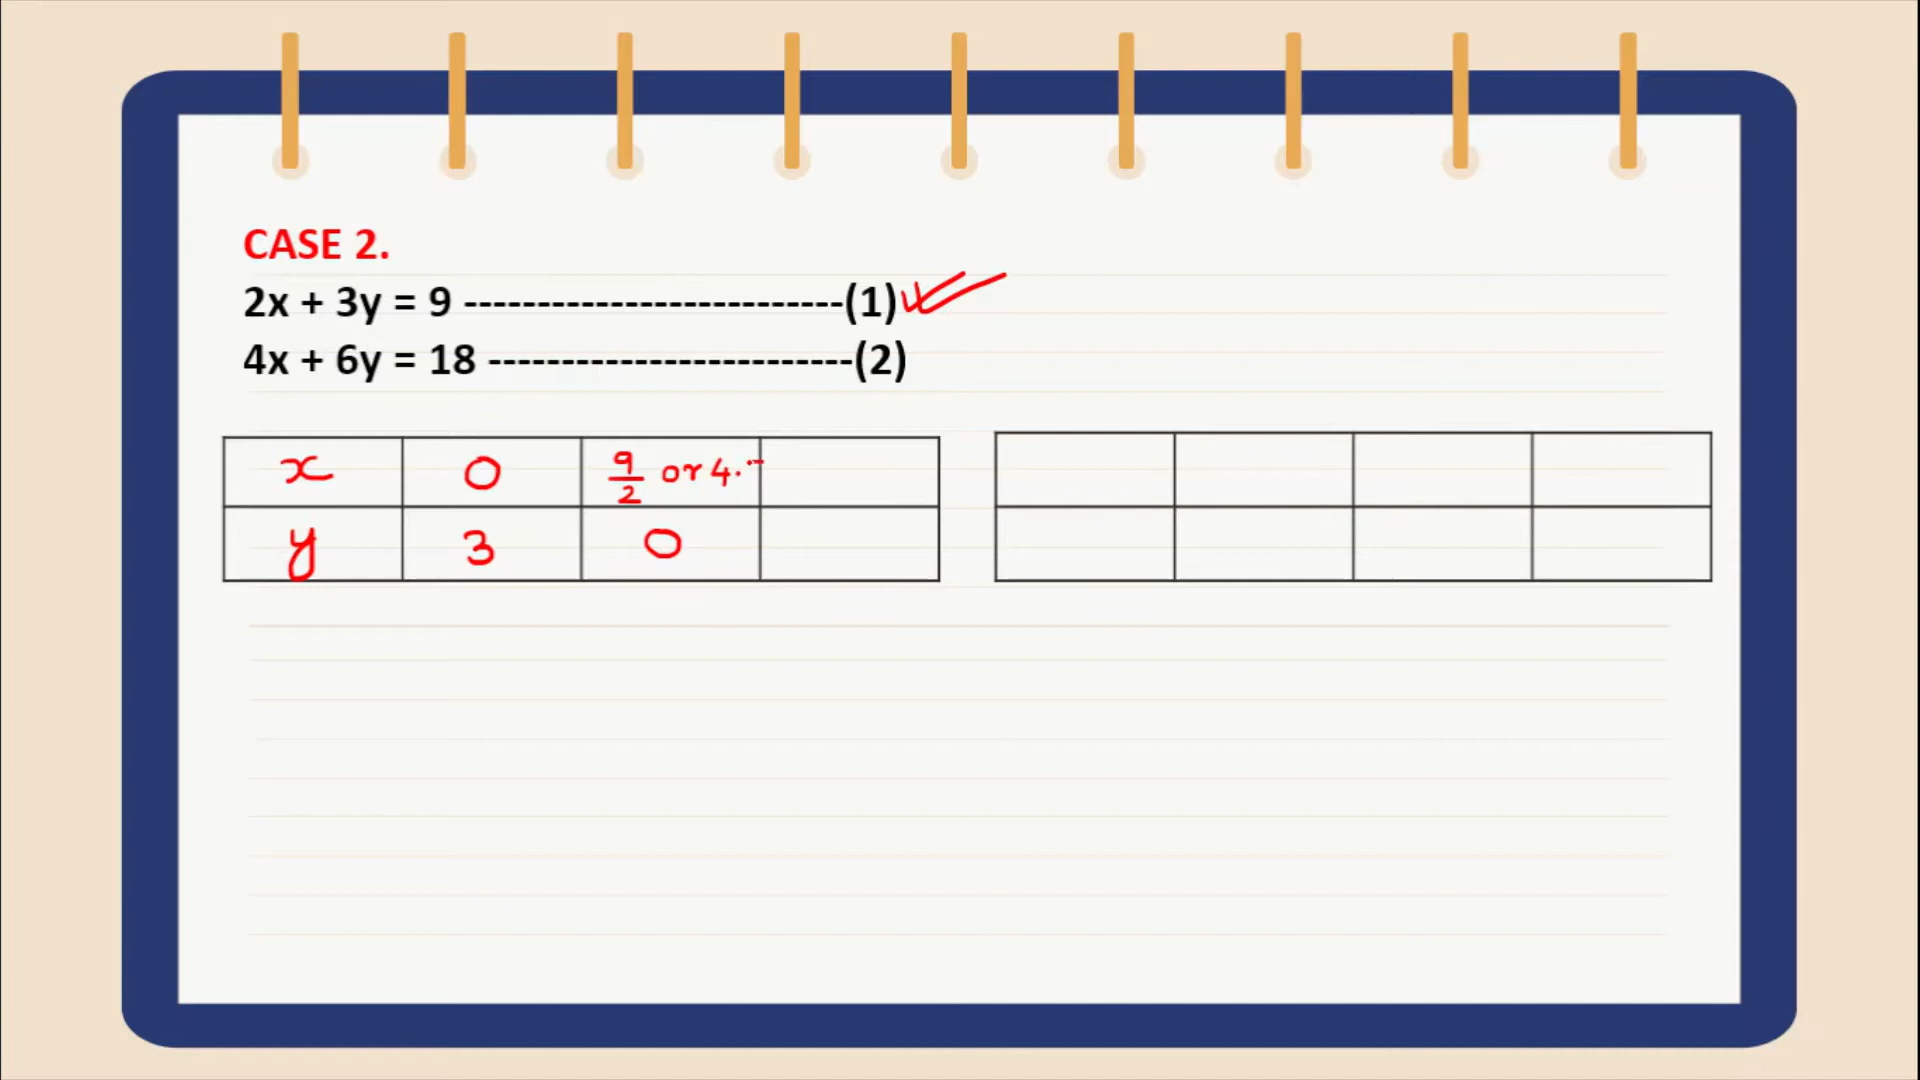 CASE 2.
2x + 3y = 9 --------------------------(1)
4x + 6y = 18 -------------------------(2)
x 0 9/2 or 4.
y 3 0